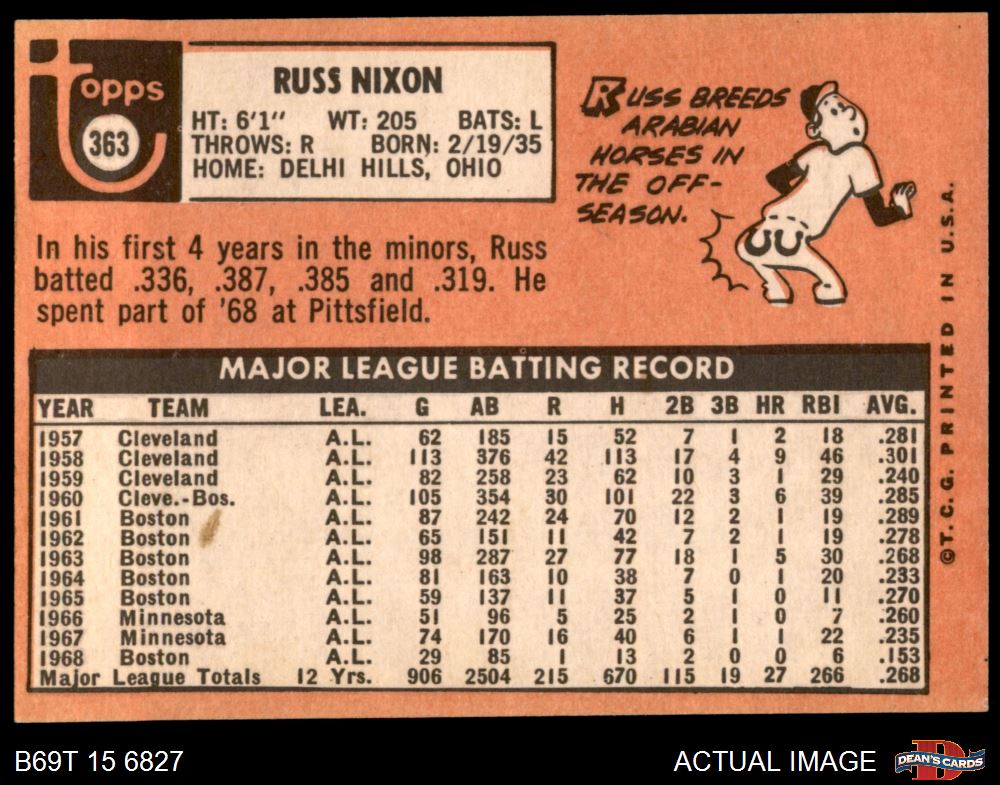 Topps
363
RUSS NIXON
HT: 6'1" WT: 205 BATS: L
THROWS: R BORN: 2/19/35
HOME: DELHI HILLS, OHIO
RUSS BREEDS
ARABIAN
HORSES IN
THE OFF-
SEASON.
In his first 4 years in the minors, Russ
batted .336, .387, .385 and .319. He
spent part of '68 at Pittsfield.
MAJOR LEAGUE BATTING RECORD
YEAR TEAM LEA. G AB R H 2B 3B HR RBI AVG.
1957 Cleveland A.L. 62 185 15 52 7 1 2 18 .281
1958 Cleveland A.L. 113 376 42 113 17 4 9 46 .301
1959 Cleveland A.L. 82 258 23 62 10 3 1 29 .240
1960 Cleve.-Bos. A.L. 105 354 30 101 22 3 6 39 .285
1961 Boston A.L. 87 242 24 70 12 2 1 19 .289
1962 Boston A.L. 65 151 11 42 7 2 1 19 .278
1963 Boston A.L. 98 287 27 77 18 1 5 30 .268
1964 Boston A.L. 81 163 10 38 7 0 1 20 .233
1965 Boston A.L. 59 137 11 37 5 1 0 11 .270
1966 Minnesota A.L. 51 96 5 25 2 1 0 7 .260
1967 Minnesota A.L. 74 170 16 40 6 1 1 22 .235
1968 Boston A.L. 29 85 1 13 2 0 0 6 .153
Major League Totals 12 Yrs. 906 2504 215 670 115 19 27 266 .268
©T.C.G. PRINTED IN U.S.A.
B69T 15 6827
ACTUAL IMAGE
DEAN'S CARDS